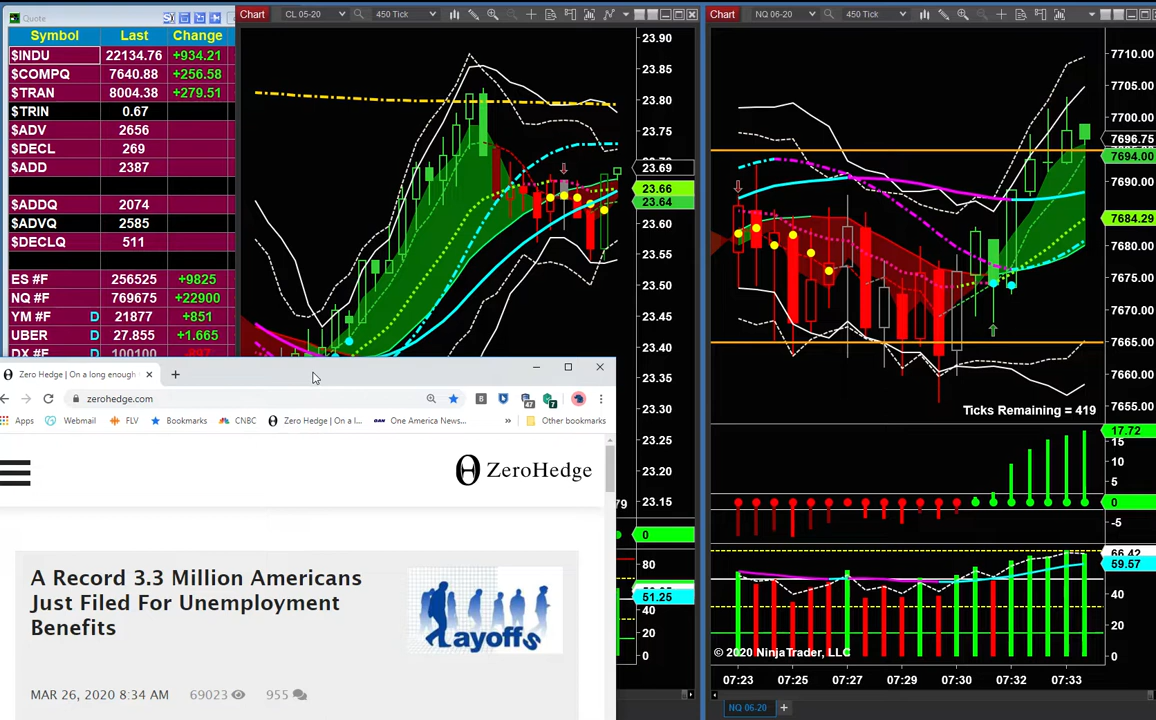 Quote
Symbol Last Change
$INDU 22134.76 +934.21
$COMPQ 7640.88 +256.58
$TRAN 8004.38 +279.51
$TRIN 0.67
$ADV 2656
$DECL 269
$ADD 2387
$ADDQ 2074
$ADVQ 2585
$DECLQ 511
ES #F 256525 +9825
NQ #F 769675 +22900
YM #F D 21877 +851
UBER D 27.855 +1.665
DX #F D 100100
Chart CL 05-20 450 Tick
23.90
23.85
23.80
23.75
23.69
23.66
23.64
23.60
23.55
23.50
23.45
23.40
23.35
23.30
23.25
23.20
23.15
0
80
51.25
40
20
0
Chart NQ 06-20 450 Tick
7710.00
7705.00
7700.00
7696.75
7694.00
7690.00
7684.29
7680.00
7675.00
7670.00
7665.00
7660.00
7655.00
Ticks Remaining = 419
17.72
15
10
5
0
-5
66.42
59.57
40
20
0
© 2020 NinjaTrader, LLC
07:23 07:25 07:27 07:29 07:30 07:32 07:33
NQ 06-20
Zero Hedge | On a long enough
zerohedge.com
Apps Webmail FLV Bookmarks CNBC Zero Hedge | On a l... One America News... » Other bookmarks
ZeroHedge
A Record 3.3 Million Americans
Just Filed For Unemployment
Benefits
Layoffs
MAR 26, 2020 8:34 AM 69023 955